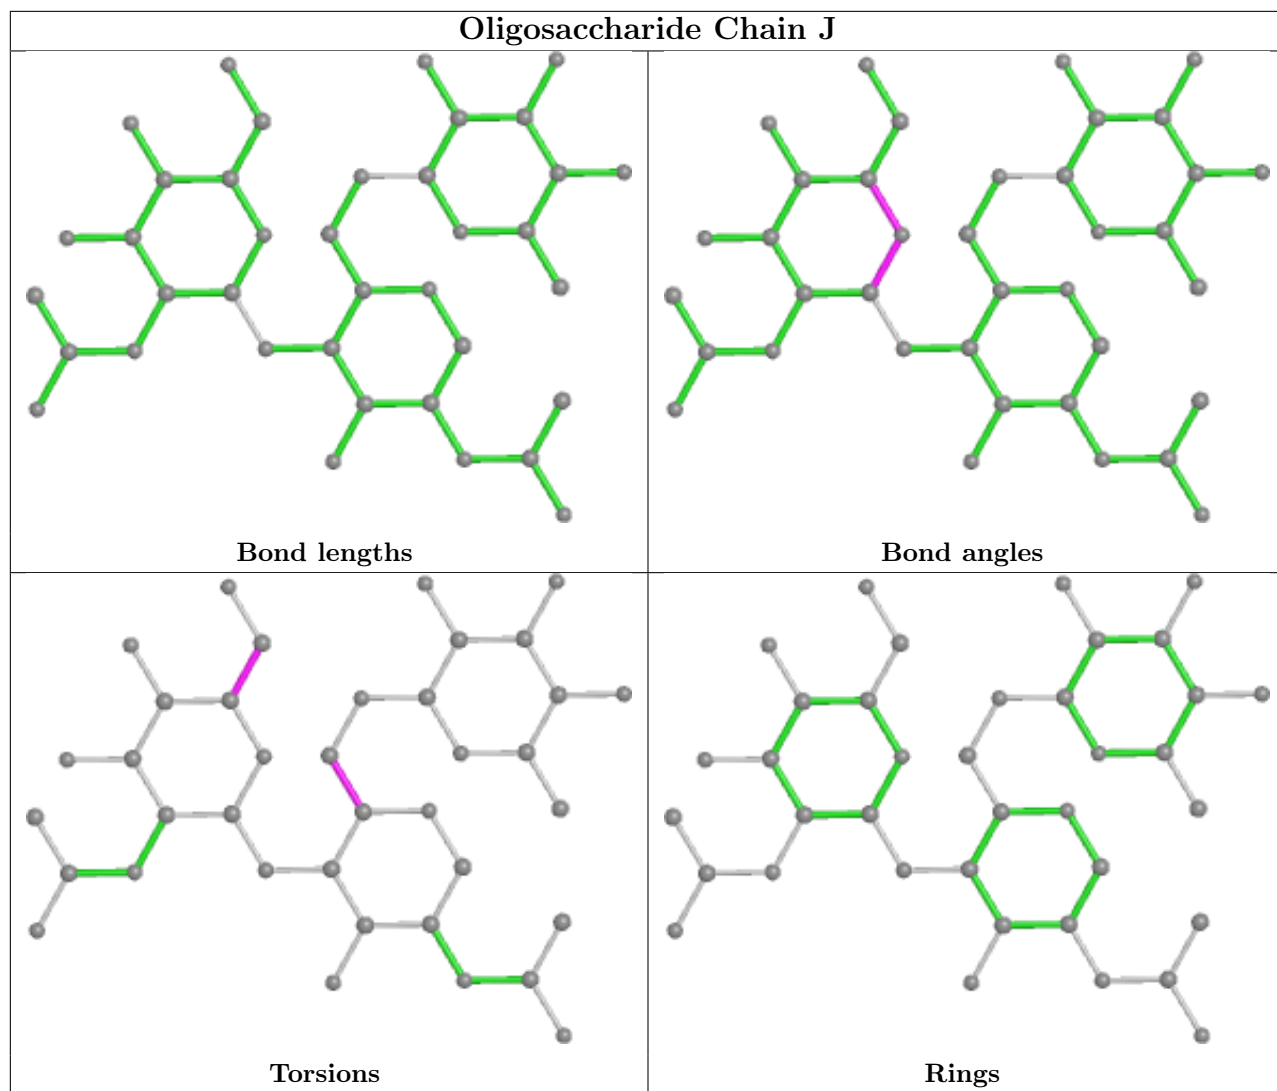 Oligosaccharide Chain J
Bond lengths
Bond angles
Torsions
Rings